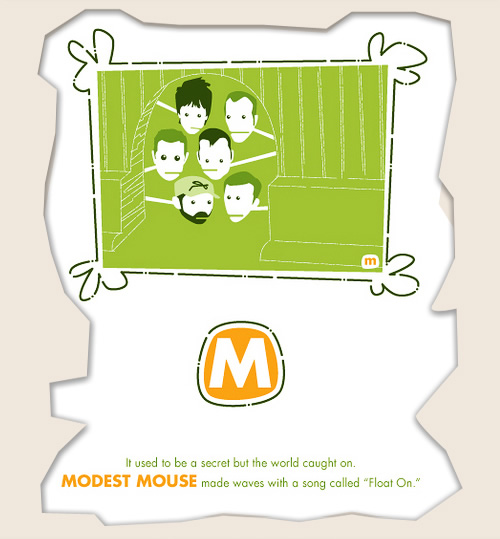 m
M
It used to be a secret but the world caught on.
MODEST MOUSE made waves with a song called “Float On.”